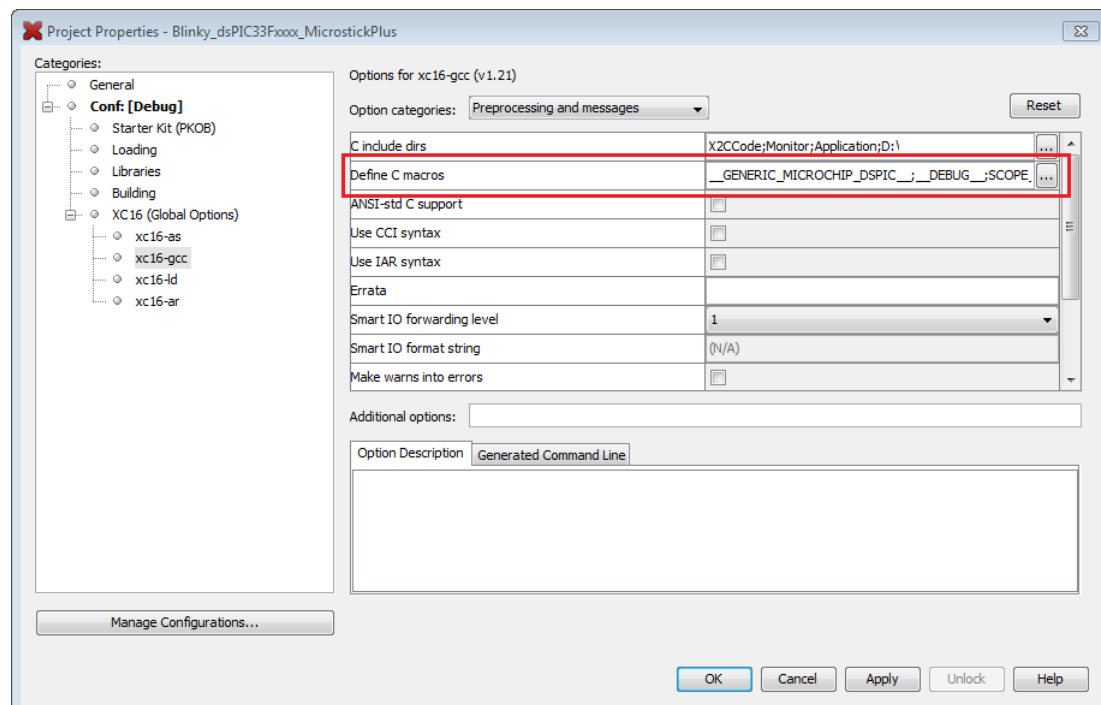 Project Properties - Blinky_dsPIC33Fxxxx_MicrostickPlus
Categories:
General
Conf: [Debug]
Starter Kit (PKOB)
Loading
Libraries
Building
XC16 (Global Options)
xc16-as
xc16-gcc
xc16-ld
xc16-ar
Manage Configurations...
Options for xc16-gcc (v1.21)
Option categories: Preprocessing and messages
Reset
C include dirs X2CCode;Monitor;Application;D:\ ...
Define C macros __GENERIC_MICROCHIP_DSPIC__;__DEBUG__;SCOPE_ ...
ANSI-std C support
Use CCI syntax
Use IAR syntax
Errata
Smart IO forwarding level 1
Smart IO format string (N/A)
Make warns into errors
Additional options:
Option Description Generated Command Line
OK Cancel Apply Unlock Help